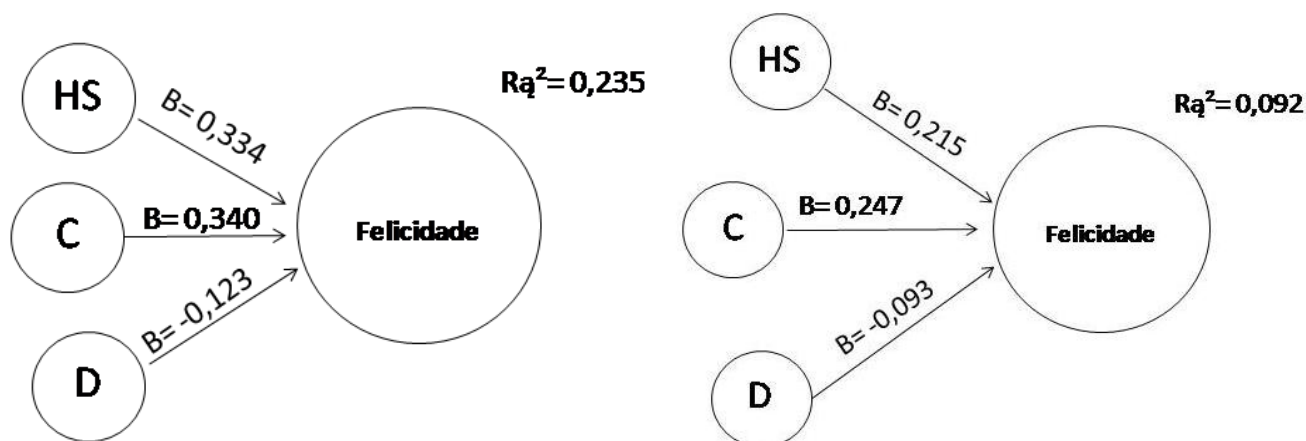 HS
B= 0,334
Rą²= 0,235
C
B= 0,340
Felicidade
D
B= -0,123
HS
B= 0,215
Rą²= 0,092
C
B= 0,247
Felicidade
D
B= -0,093